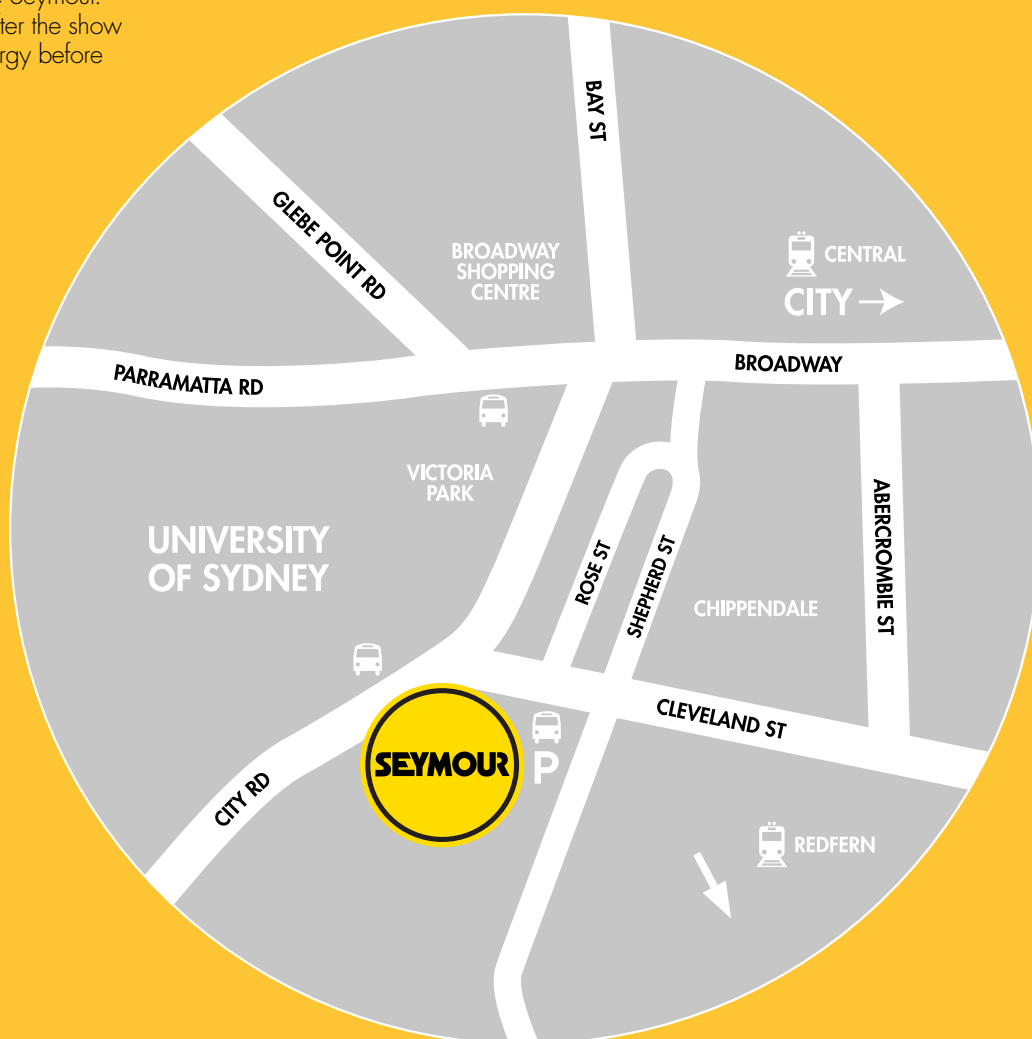 Seymour.
ter the show
rgy before
BAY ST
GLEBE POINT RD
BROADWAY
SHOPPING
CENTRE
CENTRAL
CITY
PARRAMATTA RD
BROADWAY
VICTORIA
PARK
UNIVERSITY
OF SYDNEY
ROSE ST
SHEPHERD ST
ABERCROMBIE ST
CHIPPENDALE
CLEVELAND ST
SEYMOUR
P
CITY RD
REDFERN